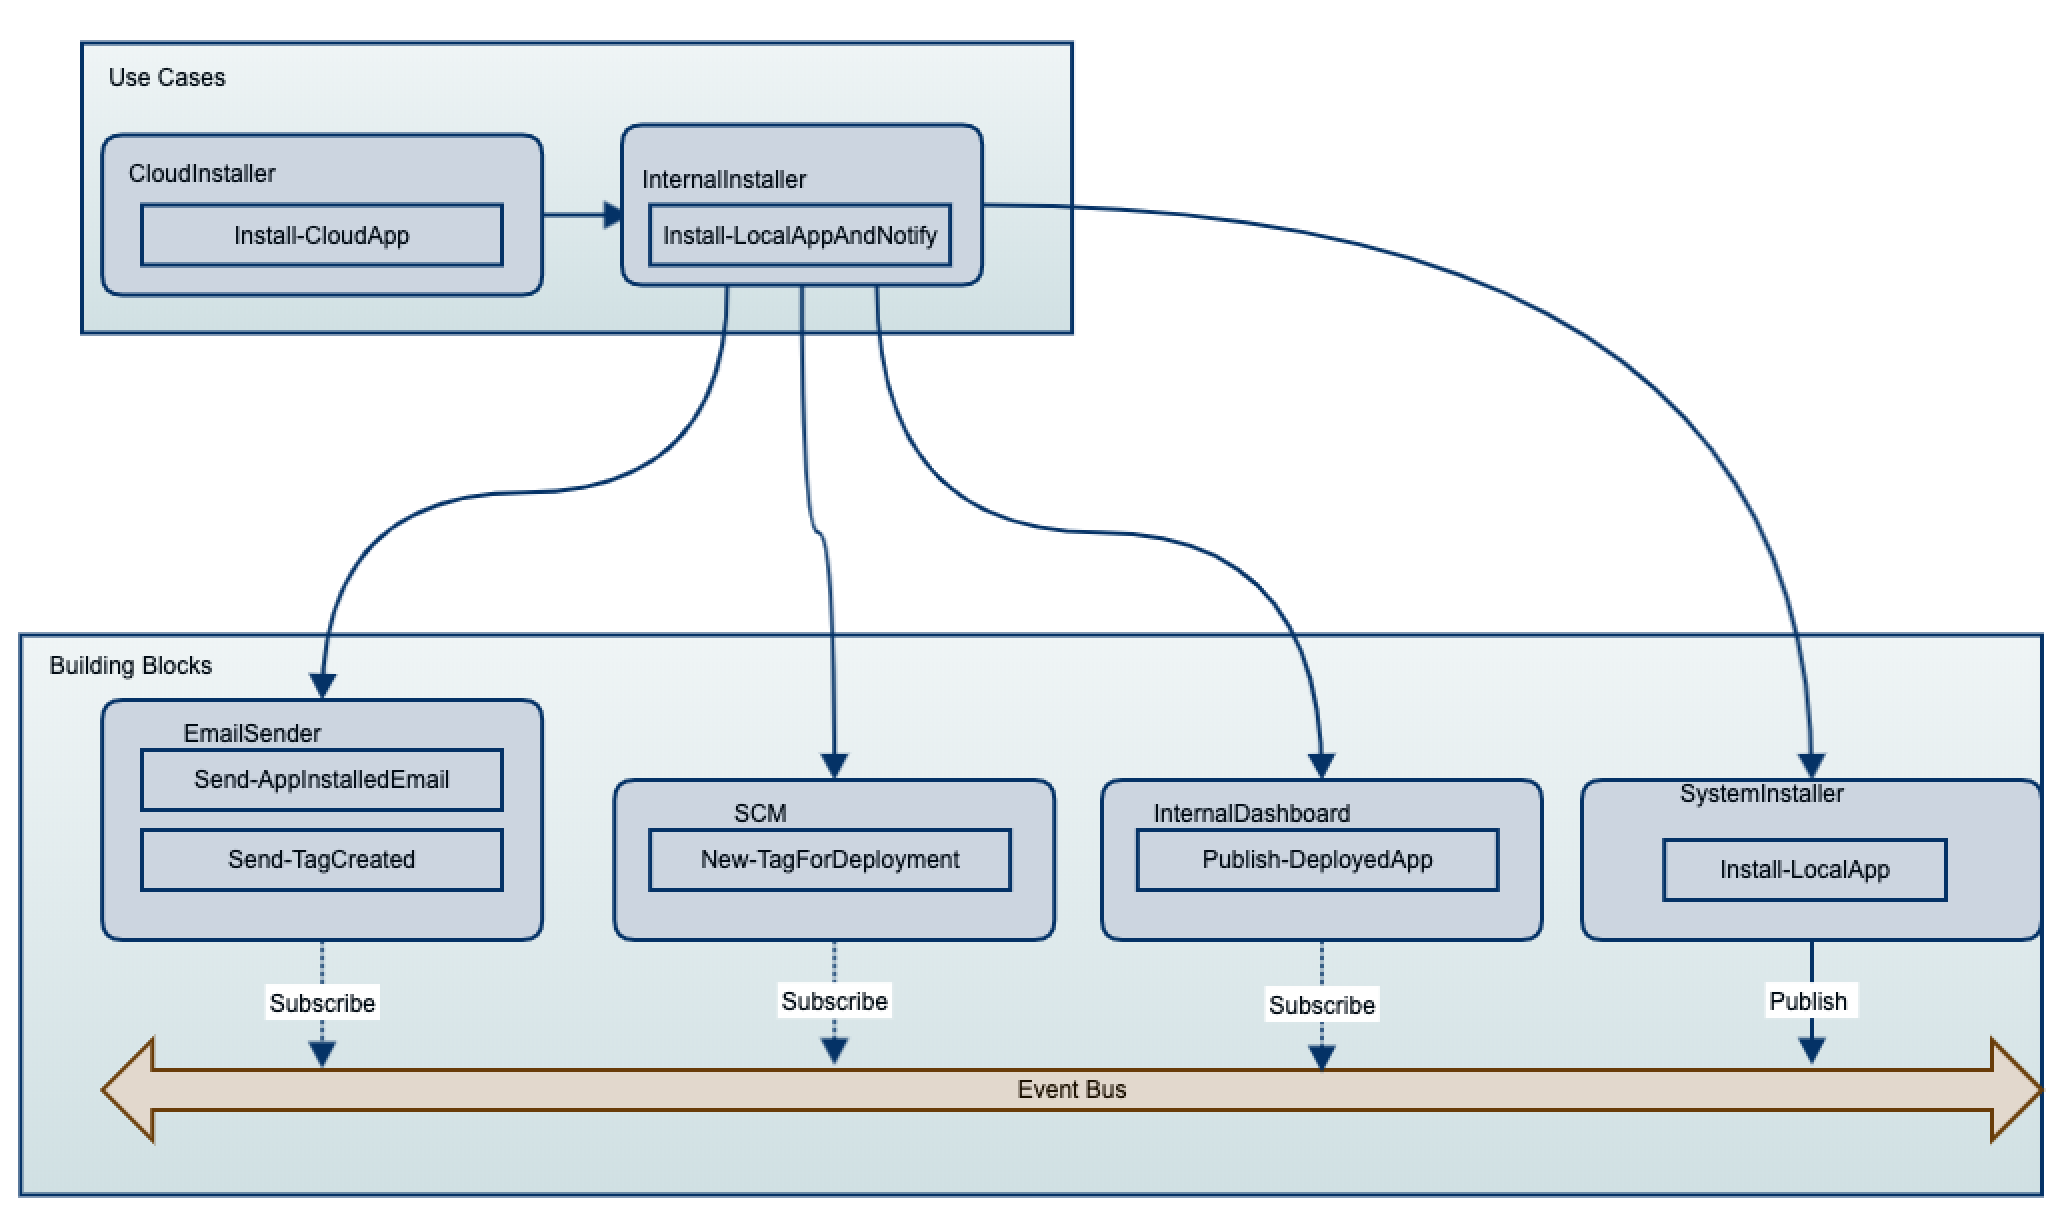 Use Cases
CloudInstaller
Install-CloudApp
InternalInstaller
Install-LocalAppAndNotify
Building Blocks
EmailSender
Send-AppInstalledEmail
Send-TagCreated
SCM
New-TagForDeployment
InternalDashboard
Publish-DeployedApp
SystemInstaller
Install-LocalApp
Subscribe
Subscribe
Subscribe
Publish
Event Bus